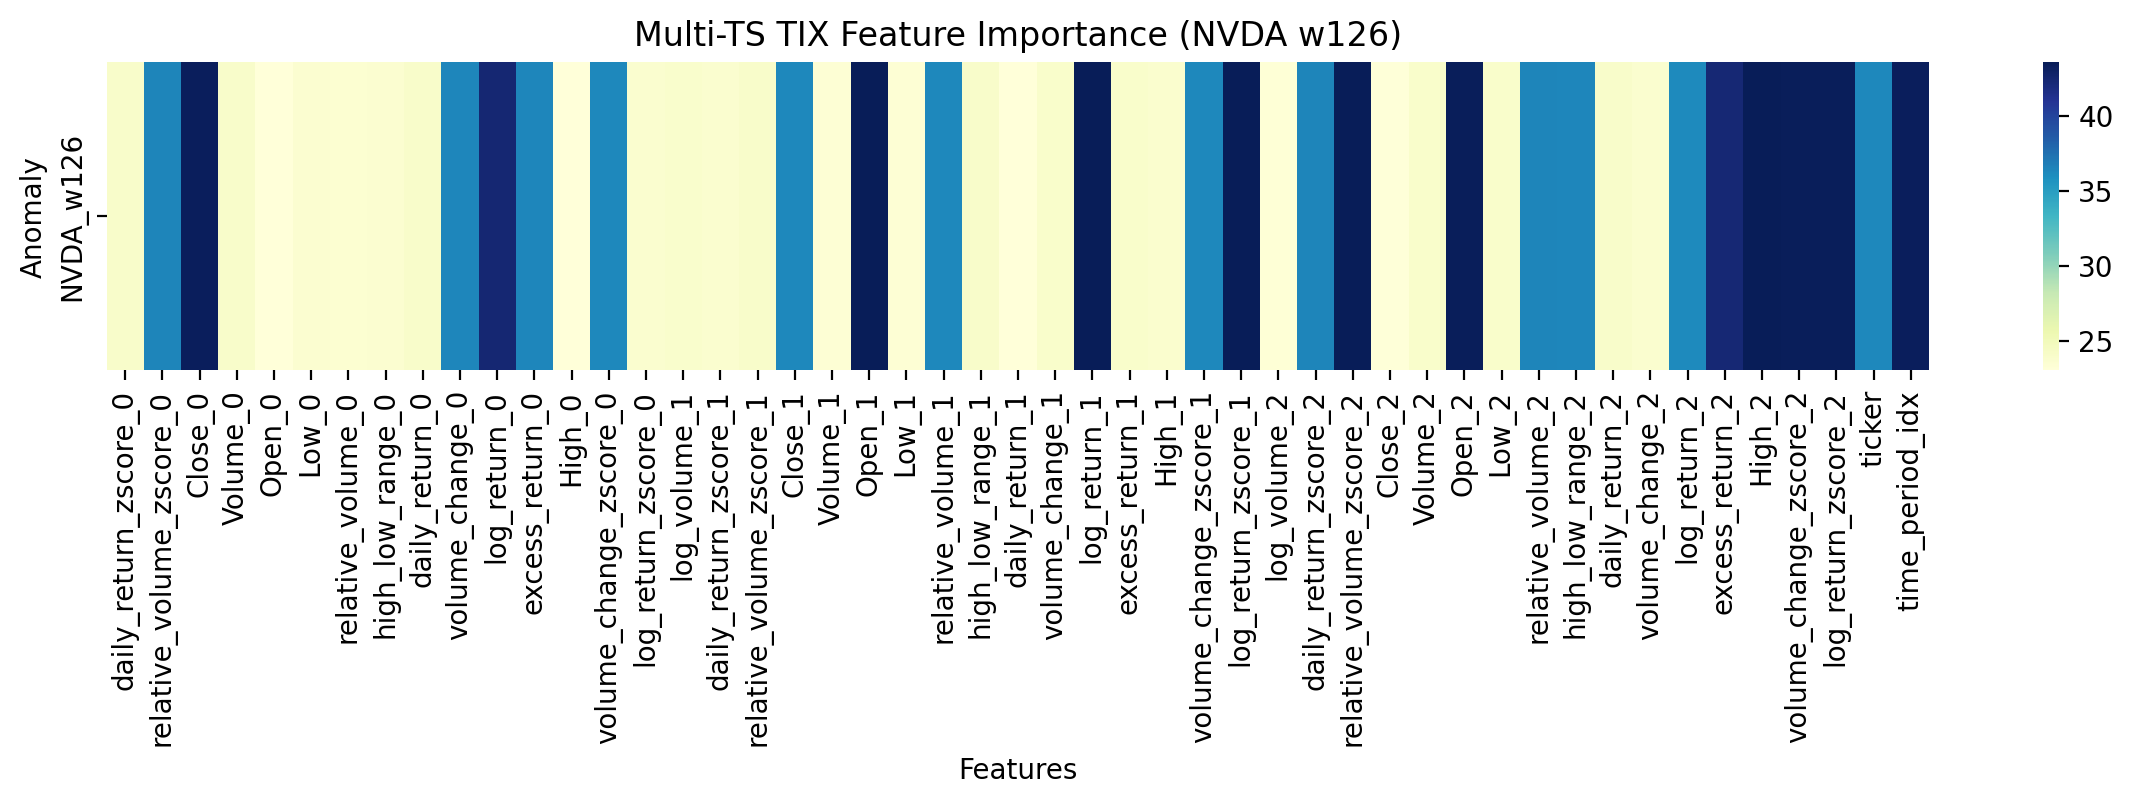 Multi-TS TIX Feature Importance (NVDA w126)
Anomaly
NVDA_w126
40
35
30
25
daily_return_zscore_0
relative_volume_zscore_0
Close_0
Volume_0
Open_0
Low_0
relative_volume_0
high_low_range_0
daily_return_0
volume_change_0
log_return_0
excess_return_0
High_0
volume_change_zscore_0
log_return_zscore_0
log_volume_1
daily_return_zscore_1
relative_volume_zscore_1
Close_1
Volume_1
Open_1
Low_1
relative_volume_1
high_low_range_1
daily_return_1
volume_change_1
log_return_1
excess_return_1
High_1
volume_change_zscore_1
log_return_zscore_1
log_volume_2
daily_return_zscore_2
relative_volume_zscore_2
Close_2
Volume_2
Open_2
Low_2
relative_volume_2
high_low_range_2
daily_return_2
volume_change_2
log_return_2
excess_return_2
High_2
volume_change_zscore_2
log_return_zscore_2
ticker
time_period_idx
Features